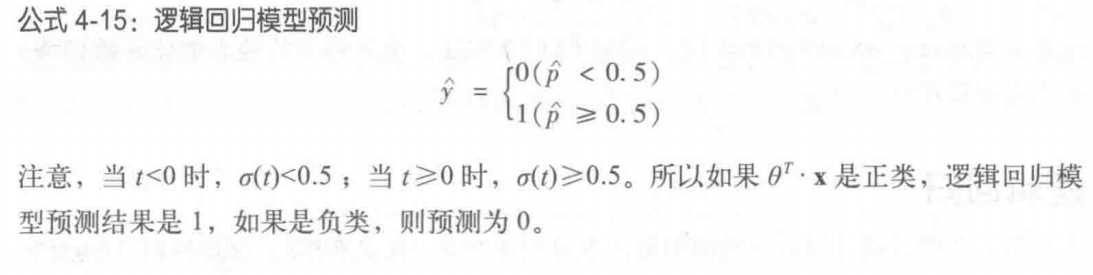 公式 4-15：逻辑回归模型预测
ŷ = {0(p̂ < 0.5)
1(p̂ ≥ 0.5)
注意，当 t<0 时，σ(t)<0.5；当 t≥0 时，σ(t)≥0.5。所以如果 θᵀ · x 是正类，逻辑回归模
型预测结果是 1，如果是负类，则预测为 0。